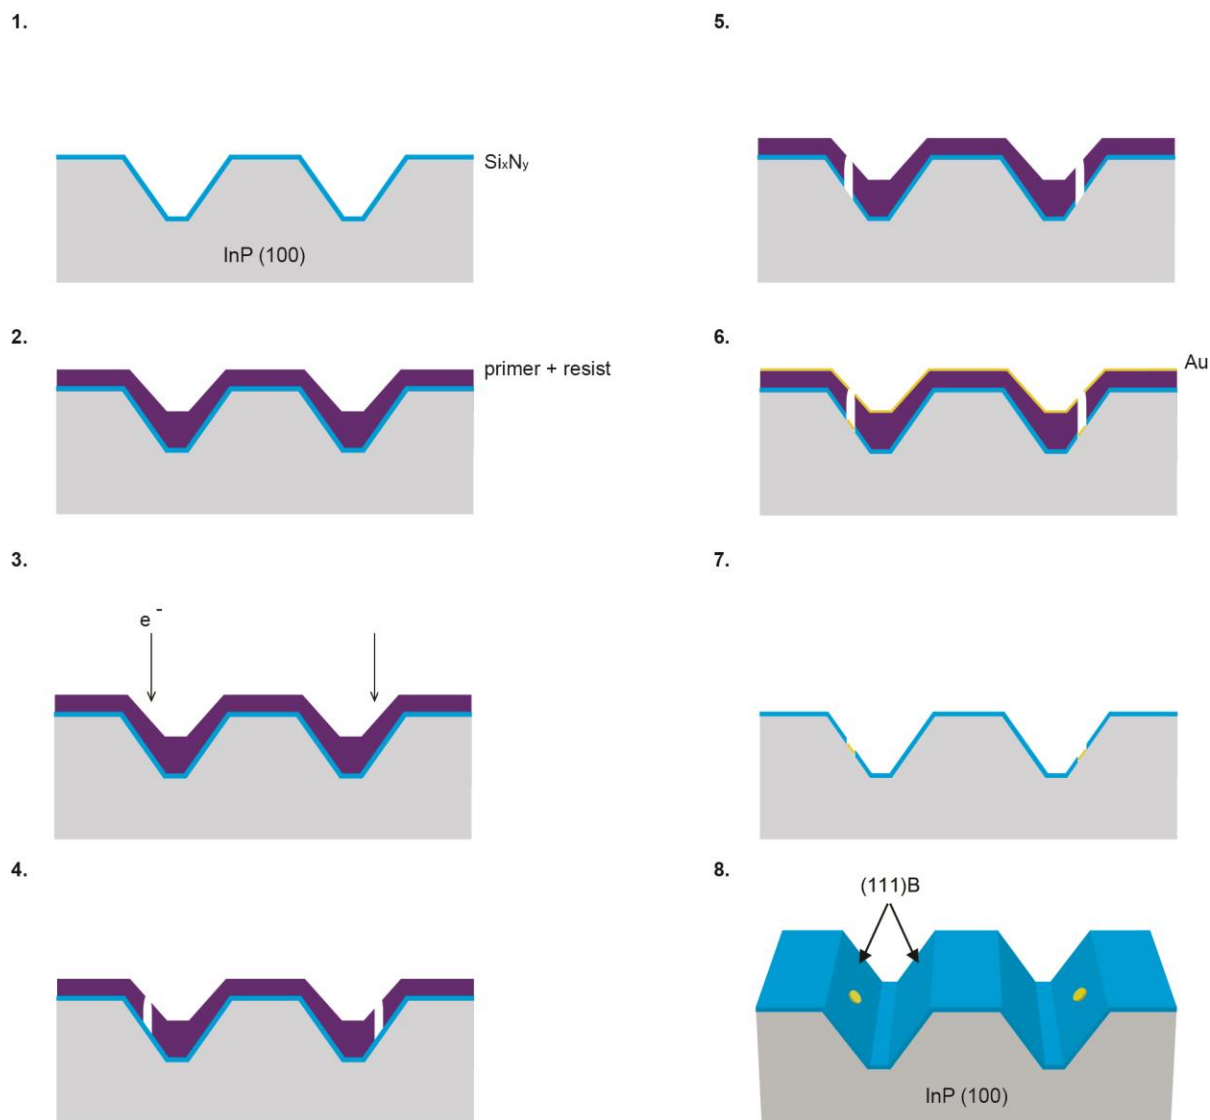 1.
SixNy
InP (100)
2.
primer + resist
3.
e -
4.
5.
6.
Au
7.
8.
(111)B
InP (100)